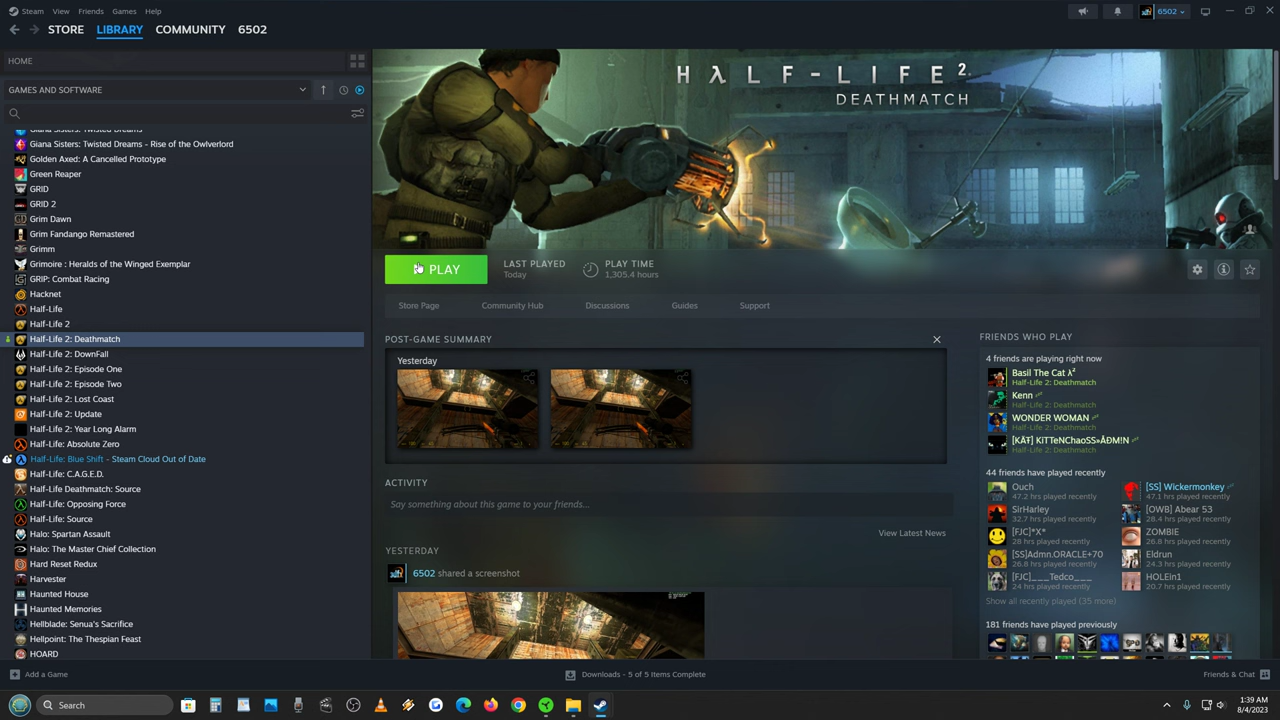 Steam View Friends Games Help
6502
STORE LIBRARY COMMUNITY 6502
HOME
GAMES AND SOFTWARE
Giana Sisters: Twisted Dreams
Giana Sisters: Twisted Dreams - Rise of the Owlverlord
Golden Axed: A Cancelled Prototype
Green Reaper
GRID
GRID 2
Grim Dawn
Grim Fandango Remastered
Grimm
Grimoire : Heralds of the Winged Exemplar
GRIP: Combat Racing
Hacknet
Half-Life
Half-Life 2
Half-Life 2: Deathmatch
Half-Life 2: DownFall
Half-Life 2: Episode One
Half-Life 2: Episode Two
Half-Life 2: Lost Coast
Half-Life 2: Update
Half-Life 2: Year Long Alarm
Half-Life: Absolute Zero
Half-Life: Blue Shift - Steam Cloud Out of Date
Half-Life: C.A.G.E.D.
Half-Life Deathmatch: Source
Half-Life: Opposing Force
Half-Life: Source
Halo: Spartan Assault
Halo: The Master Chief Collection
Hard Reset Redux
Harvester
Haunted House
Haunted Memories
Hellblade: Senua's Sacrifice
Hellpoint: The Thespian Feast
HOARD
HλLF-LIFE²
DEATHMATCH
PLAY
LAST PLAYED
Today
PLAY TIME
1,305.4 hours
Store Page Community Hub Discussions Guides Support
POST-GAME SUMMARY
Yesterday
ACTIVITY
Say something about this game to your friends...
View Latest News
YESTERDAY
6502 shared a screenshot
FRIENDS WHO PLAY
4 friends are playing right now
Basil The Cat λ²
Half-Life 2: Deathmatch
Kenn
Half-Life 2: Deathmatch
WONDER WOMAN
Half-Life 2: Deathmatch
Half-Life 2: Deathmatch
44 friends have played recently
Ouch
47.2 hrs played recently
[SS] Wickermonkey
47.1 hrs played recently
SirHarley
32.7 hrs played recently
[OWB] Abear 53
28.4 hrs played recently
[FJC]*X*
28 hrs played recently
ZOMBIE
26.8 hrs played recently
[SS]Admn.ORACLE+70
26.8 hrs played recently
Eldrun
24.3 hrs played recently
[FJC]___Tedco___
24 hrs played recently
HOLEin1
20.7 hrs played recently
Show all recently played (35 more)
181 friends have played previously
Add a Game
Downloads - 5 of 5 Items Complete
Friends & Chat
Search
1:39 AM
8/4/2023